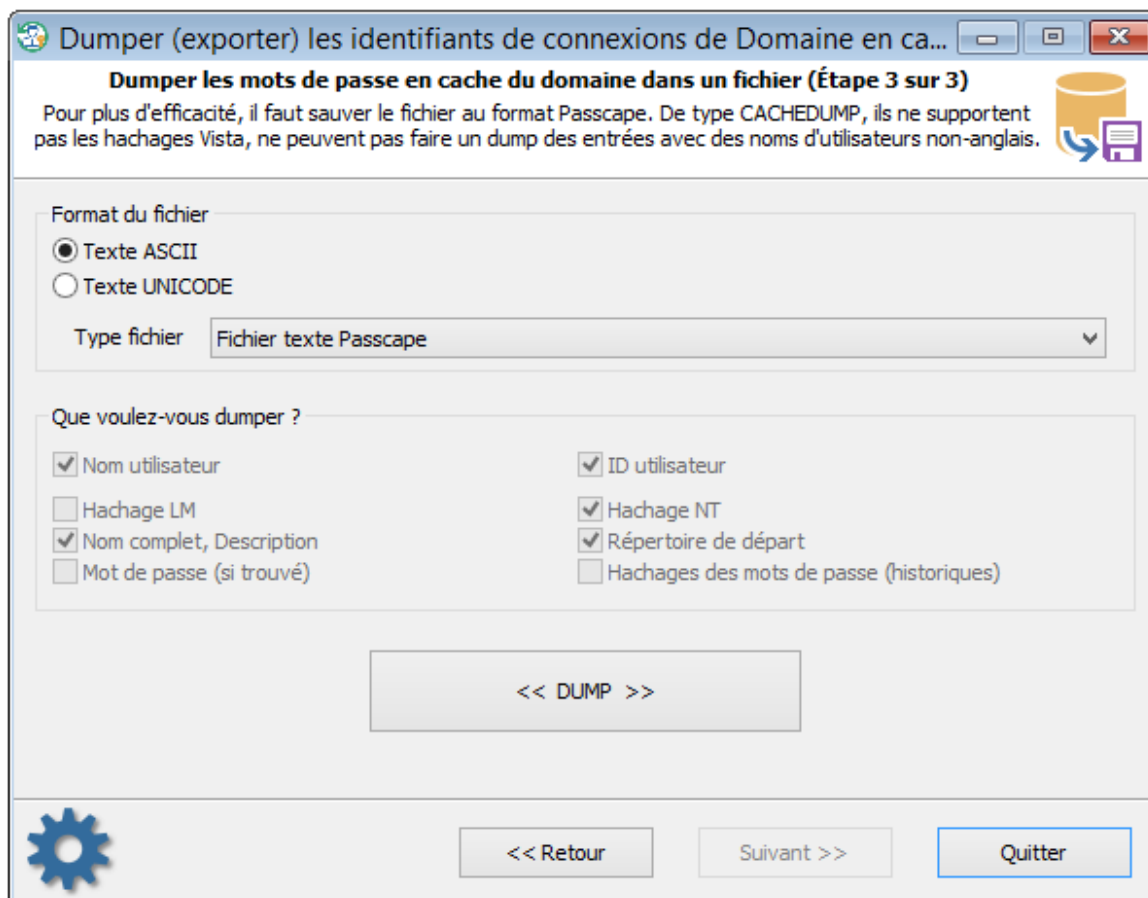 Dumper (exporter) les identifiants de connexions de Domaine en ca...
Dumper les mots de passe en cache du domaine dans un fichier (Étape 3 sur 3)
Pour plus d'efficacité, il faut sauver le fichier au format Passcape. De type CACHEDUMP, ils ne supportent
pas les hachages Vista, ne peuvent pas faire un dump des entrées avec des noms d'utilisateurs non-anglais.
Format du fichier
Texte ASCII
Texte UNICODE
Type fichier Fichier texte Passcape
Que voulez-vous dumper ?
Nom utilisateur ID utilisateur
Hachage LM Hachage NT
Nom complet, Description Répertoire de départ
Mot de passe (si trouvé) Hachages des mots de passe (historiques)
<< DUMP >>
<< Retour Suivant >> Quitter